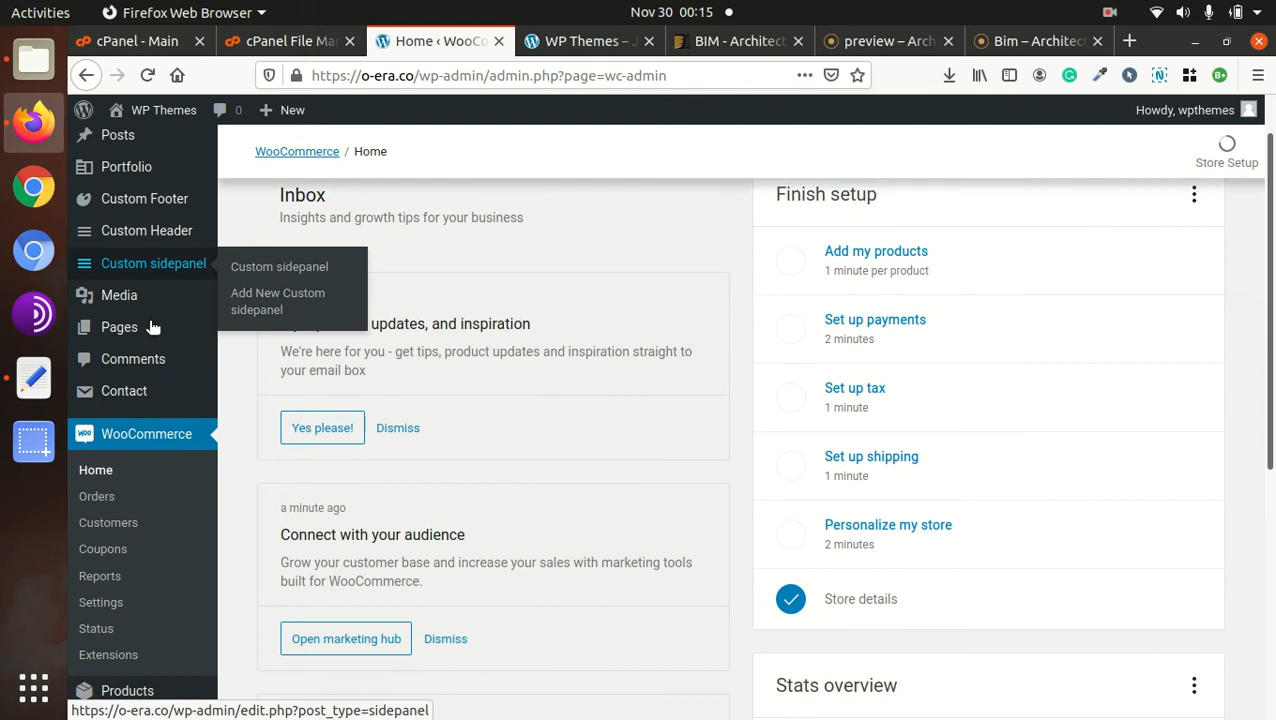 Activities
Firefox Web Browser
Nov 30 00:15
cPanel - Main
cPanel File Mar
Home ‹ WooCo
WP Themes – J
BIM - Architect
preview – Arch
Bim – Architect
https://o-era.co/wp-admin/admin.php?page=wc-admin
WP Themes
0
New
Howdy, wpthemes
Posts
Portfolio
Custom Footer
Custom Header
Custom sidepanel
Media
Pages
Comments
Contact
WooCommerce
Home
Orders
Customers
Coupons
Reports
Settings
Status
Extensions
Products
Custom sidepanel
Add New Custom
sidepanel
WooCommerce / Home
Store Setup
Inbox
Insights and growth tips for your business
updates, and inspiration
We're here for you - get tips, product updates and inspiration straight to
your email box
Yes please!
Dismiss
a minute ago
Connect with your audience
Grow your customer base and increase your sales with marketing tools
built for WooCommerce.
Open marketing hub
Dismiss
Finish setup
Add my products
1 minute per product
Set up payments
2 minutes
Set up tax
1 minute
Set up shipping
1 minute
Personalize my store
2 minutes
Store details
Stats overview
https://o-era.co/wp-admin/edit.php?post_type=sidepanel